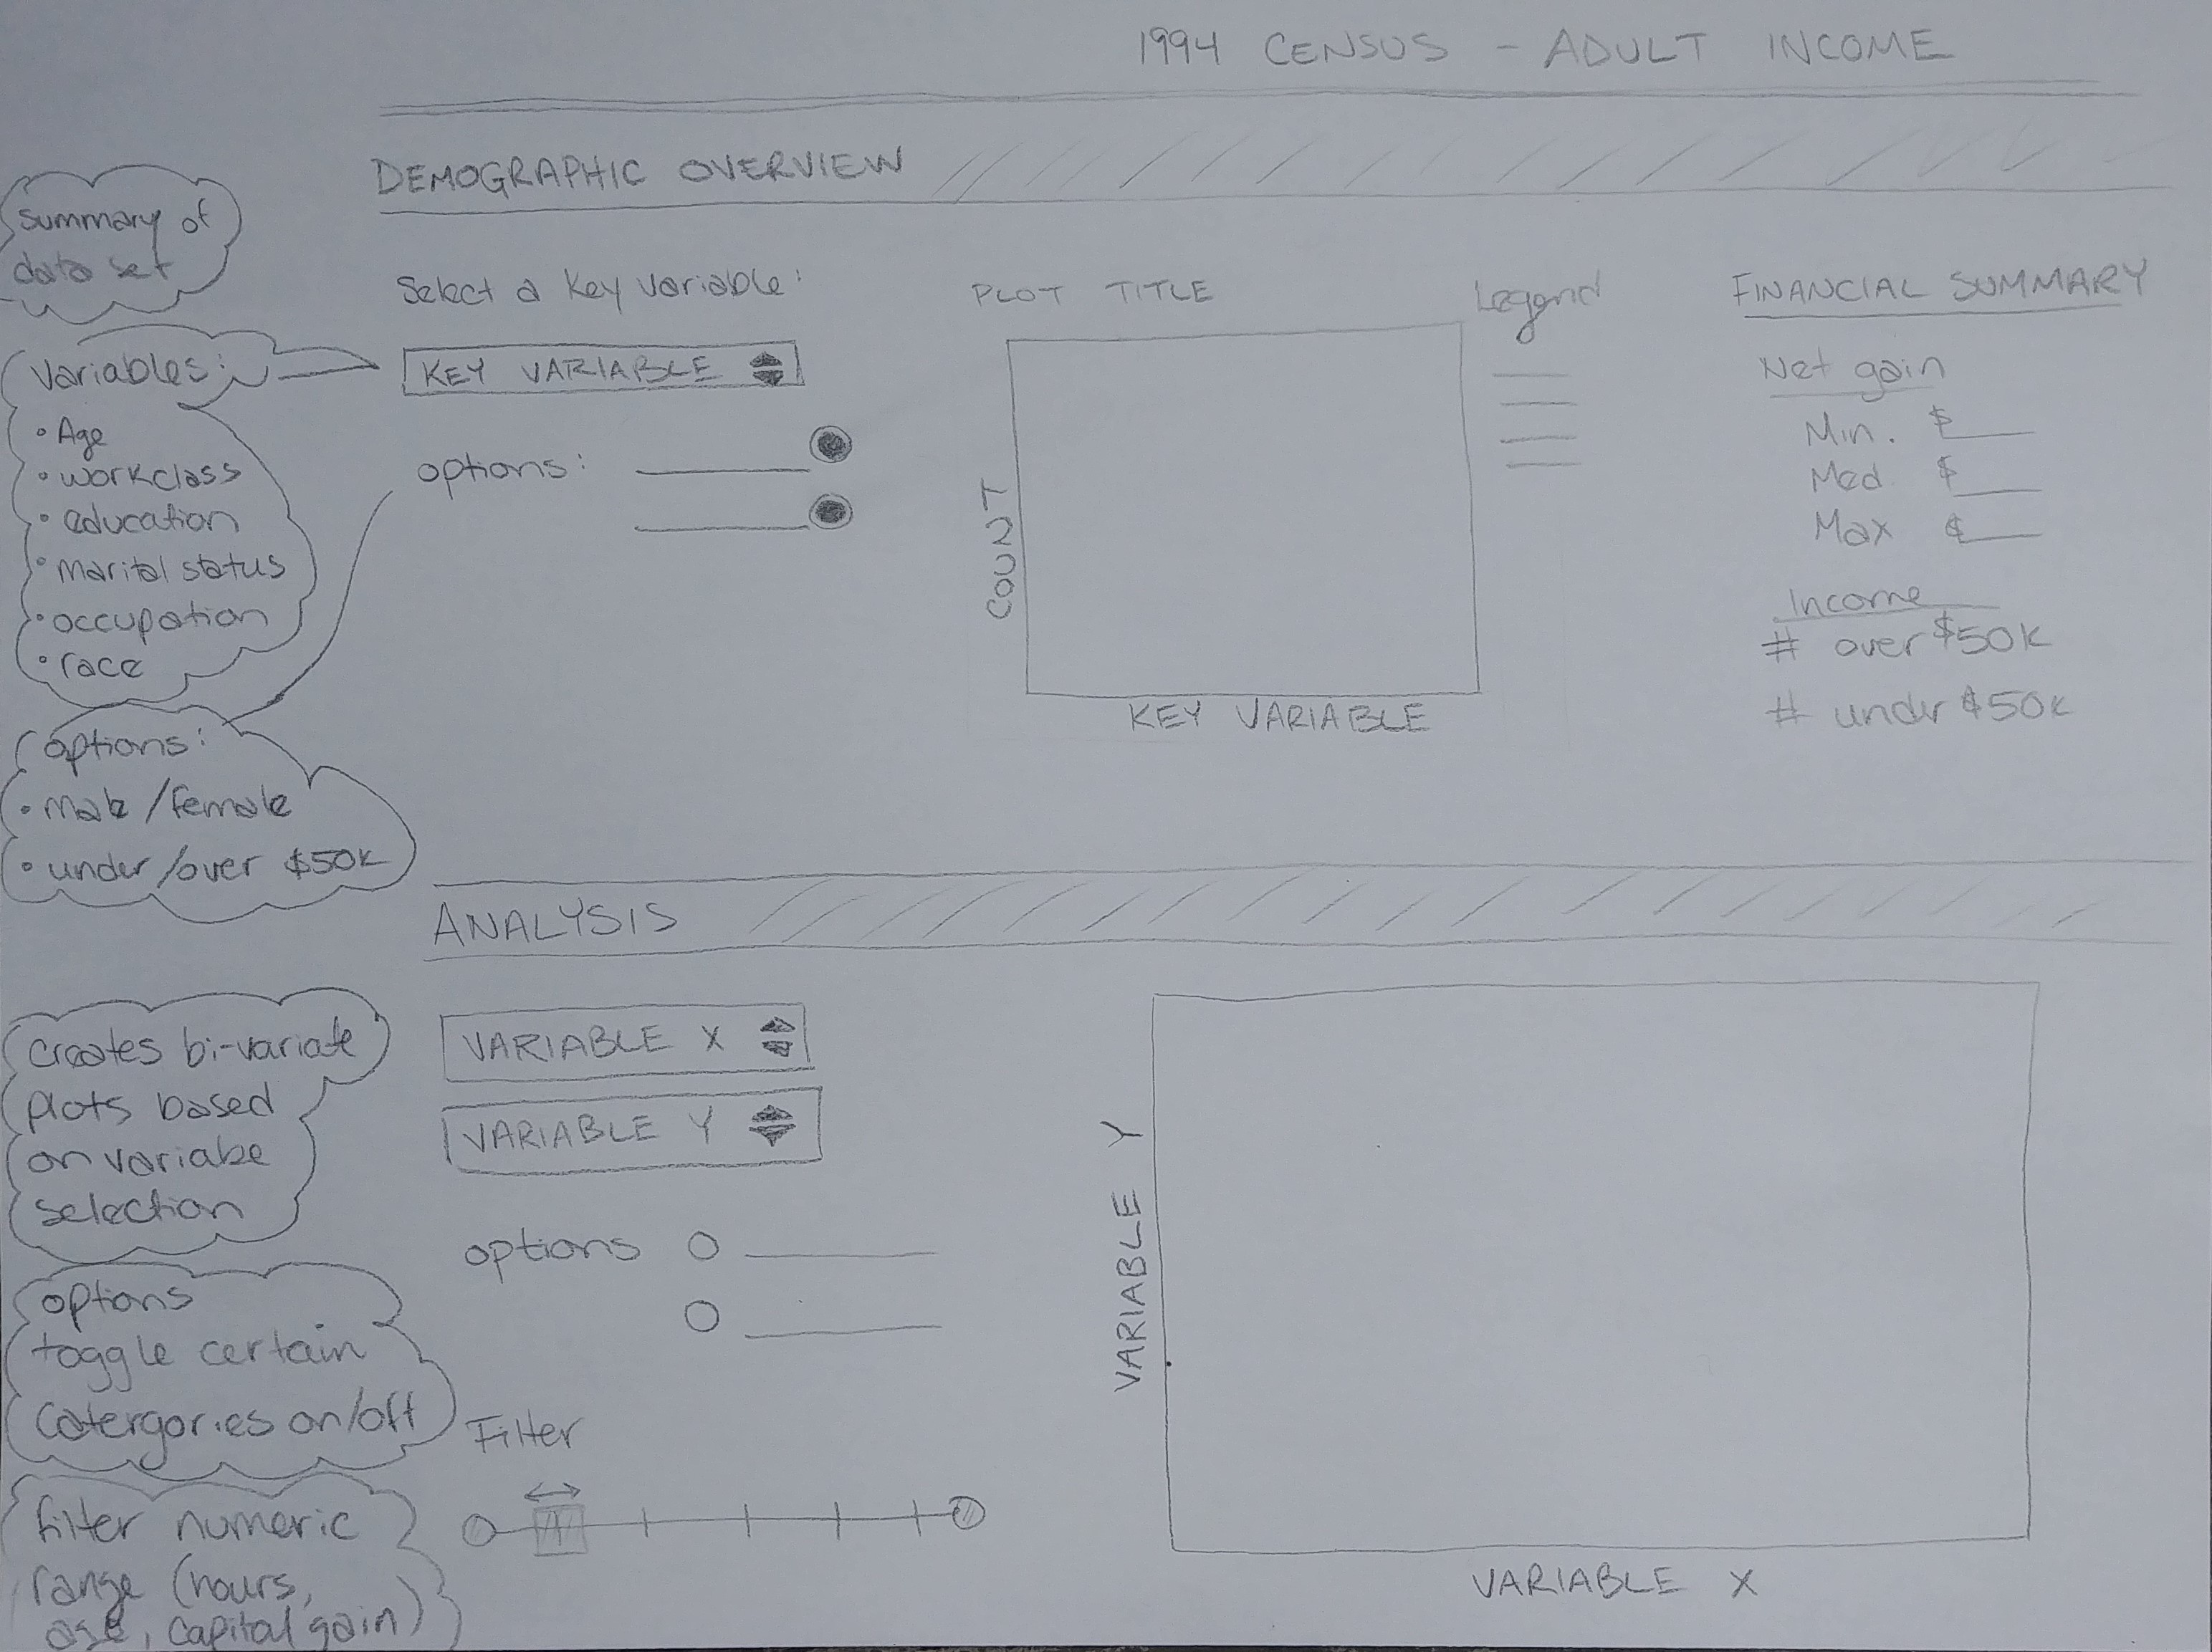 1994 CENSUS - ADULT INCOME
DEMOGRAPHIC OVERVIEW
summary of
data set
Select a key variable:
KEY VARIABLE
options:
variables:
• Age
• workclass
• education
• marital status
• occupation
• race
options:
• male/female
• under/over $50K
PLOT TITLE
Legend
COUNT
KEY VARIABLE
FINANCIAL SUMMARY
Net gain
Min. $
Med $
Max $
Income
# over $50K
# under $50K
ANALYSIS
creates bi-variate
plots based
on variabe
selection
VARIABLE X
VARIABLE Y
options
options
toggle certain
Catergories on/off
Filter
filter numeric
range (hours,
age, capital gain)
VARIABLE Y
VARIABLE X